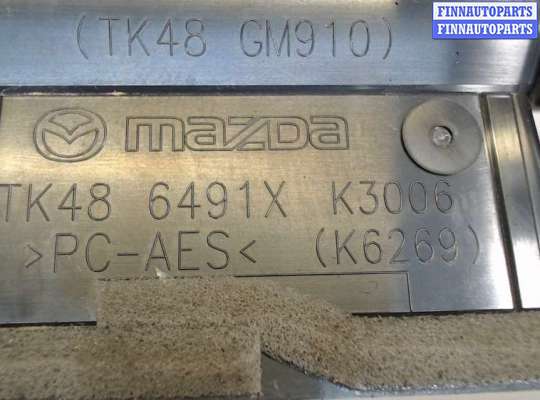 FINNAUTOPARTS
FINNAUTOPARTS
(TK48 GM910)
mazda
TK48 6491X K3006
>PC-AES< (K6269)